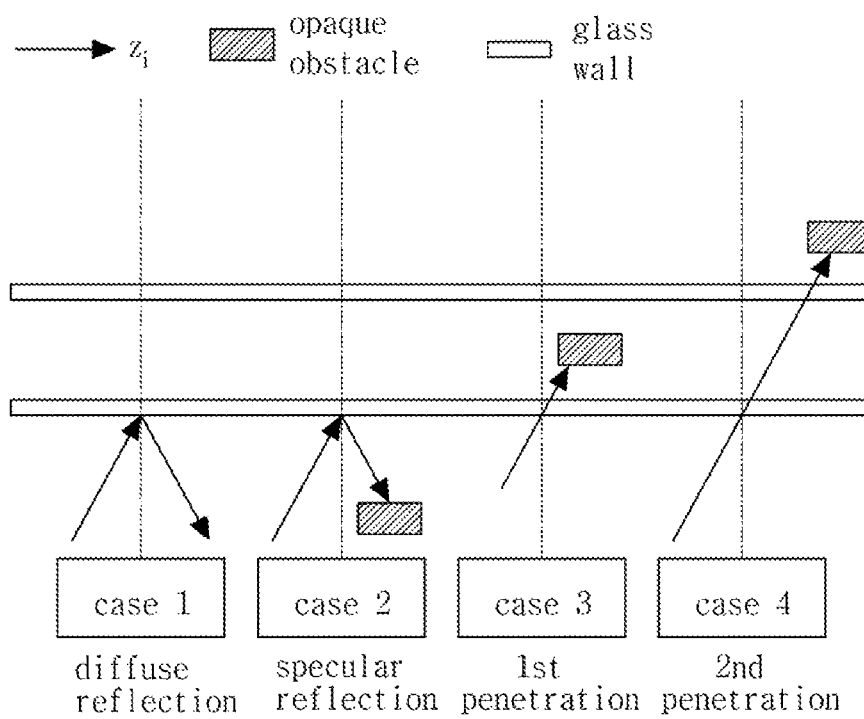 z_i
opaque
obstacle
glass
wall
case 1
case 2
case 3
case 4
diffuse
reflection
specular
reflection
1st
penetration
2nd
penetration